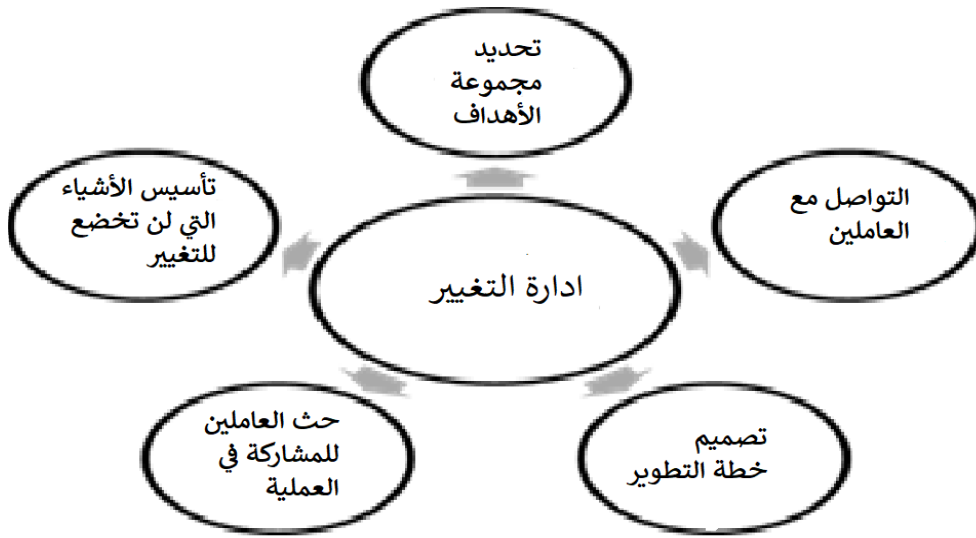 تحديد
مجموعة
الأهداف
التواصل مع
العاملين
تأسيس الأشياء
التي لن تخضع
للتغيير
ادارة التغيير
تصميم
خطة التطوير
حث العاملين
للمشاركة في
العملية